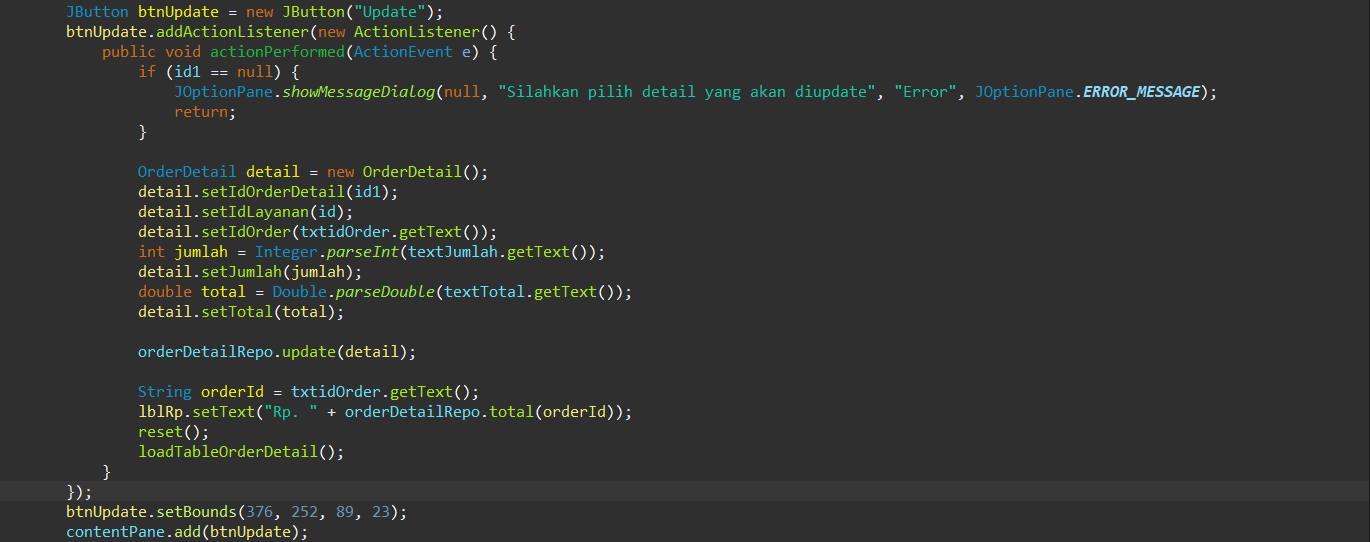 JButton btnUpdate = new JButton("Update");
btnUpdate.addActionListener(new ActionListener() {
    public void actionPerformed(ActionEvent e) {
        if (id1 == null) {
            JOptionPane.showMessageDialog(null, "Silahkan pilih detail yang akan diupdate", "Error", JOptionPane.ERROR_MESSAGE);
            return;
        }

        OrderDetail detail = new OrderDetail();
        detail.setIdOrderDetail(id1);
        detail.setIdLayanan(id);
        detail.setIdOrder(txtidOrder.getText());
        int jumlah = Integer.parseInt(textJumlah.getText());
        detail.setJumlah(jumlah);
        double total = Double.parseDouble(textTotal.getText());
        detail.setTotal(total);

        orderDetailRepo.update(detail);

        String orderId = txtidOrder.getText();
        lblRp.setText("Rp. " + orderDetailRepo.total(orderId));
        reset();
        loadTableOrderDetail();
    }
});
btnUpdate.setBounds(376, 252, 89, 23);
contentPane.add(btnUpdate);